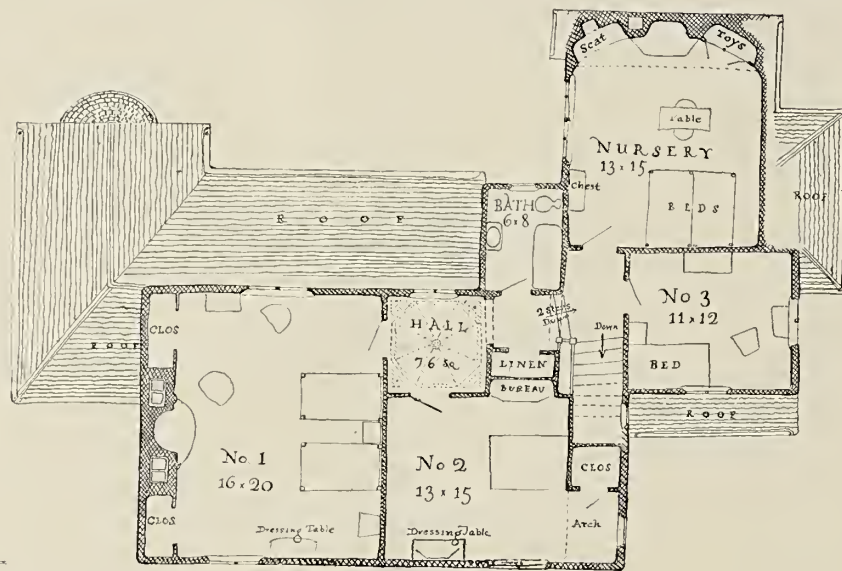 Seat
Toys
Table
NURSERY
13 x 15
Chest
BEDS
ROOF
BATH
6 x 8
ROOF
No 3
11 x 12
BED
Down
2 Steps
Down
HALL
7 6 Sq
LINEN
BUREAU
CLOS
ROOF
ROOF
No. 1
16 x 20
No 2
13 x 15
CLOS
CLOS
Arch
Dressing Table
Dressing Table